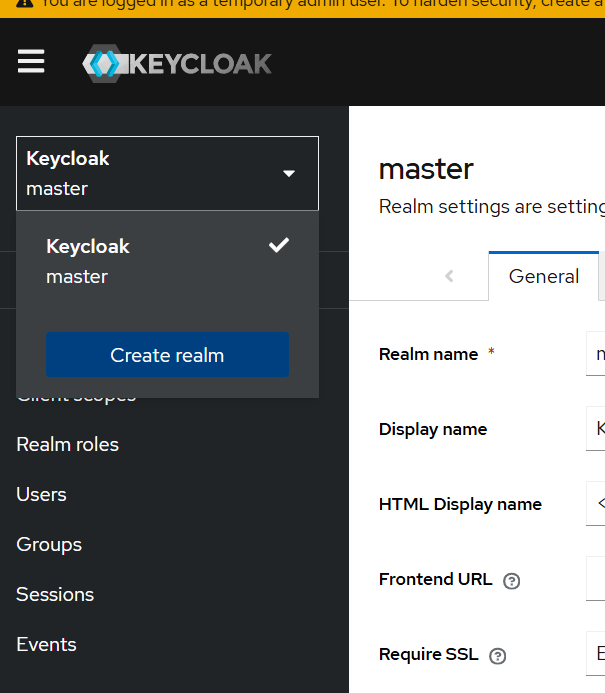 You are logged in as a temporary admin user. To harden security, create a
KEYCLOAK
Keycloak
master
Keycloak
master
Create realm
Client scopes
Realm roles
Users
Groups
Sessions
Events
master
Realm settings are setting
General
Realm name *
Display name
K
HTML Display name
<
Frontend URL ?
Require SSL ?
E